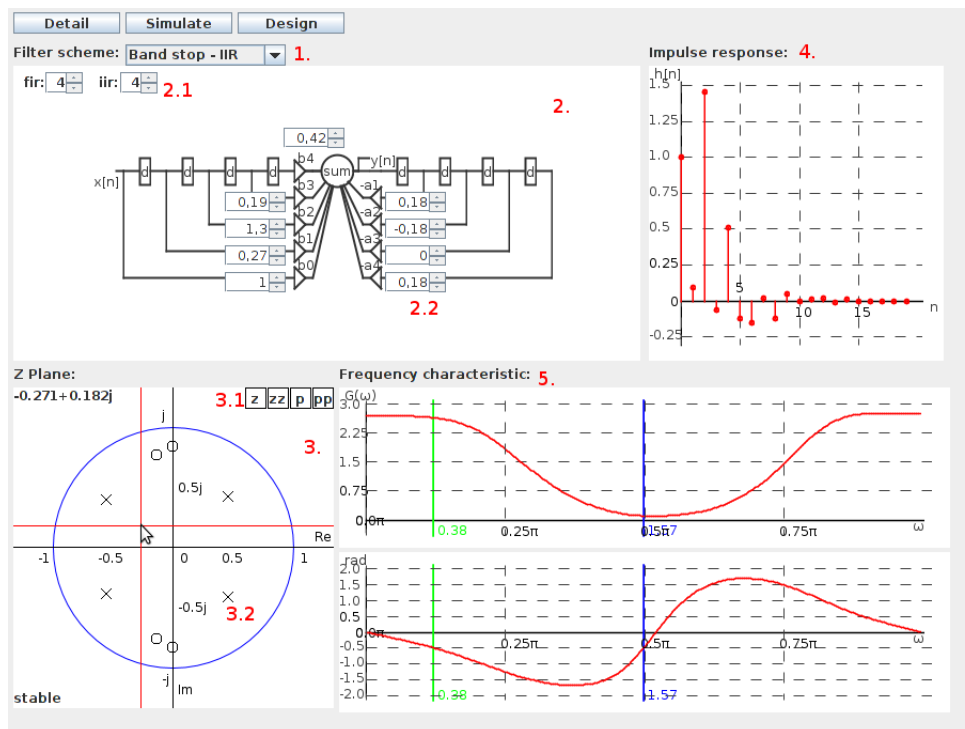 Detail Simulate Design
Filter scheme: Band stop - IIR 1.
Impulse response: 4.
fir: 4 iir: 4 2.1
2.
0,42
x[n] d d d d b4 sum y[n] d d d d
b3 -a1
0,19 0,18
b2 -a2
1,3 -0,18
b1 -a3
0,27 0
b0 -a4
1 0,18
2.2
h[n]
1.5
1.25
1.0
0.75
0.5
0.25
5
0
10 15 n
-0.25
Z Plane:
-0.271+0.182j
3.1 z zz p pp
j
3.
0.5j
Re
-1 -0.5 0 0.5 1
-0.5j
3.2
-j Im
stable
Frequency characteristic: 5.
G(ω)
3.0
2.25
1.5
0.75
0.0π 0.38 0.25π 0.5π 1.57 0.75π ω
rad
2.0
1.5
1.0
0.5
0.0π 0.25π 0.5π 0.75π ω
-0.5
-1.0
-1.5
-2.0
0.38 1.57